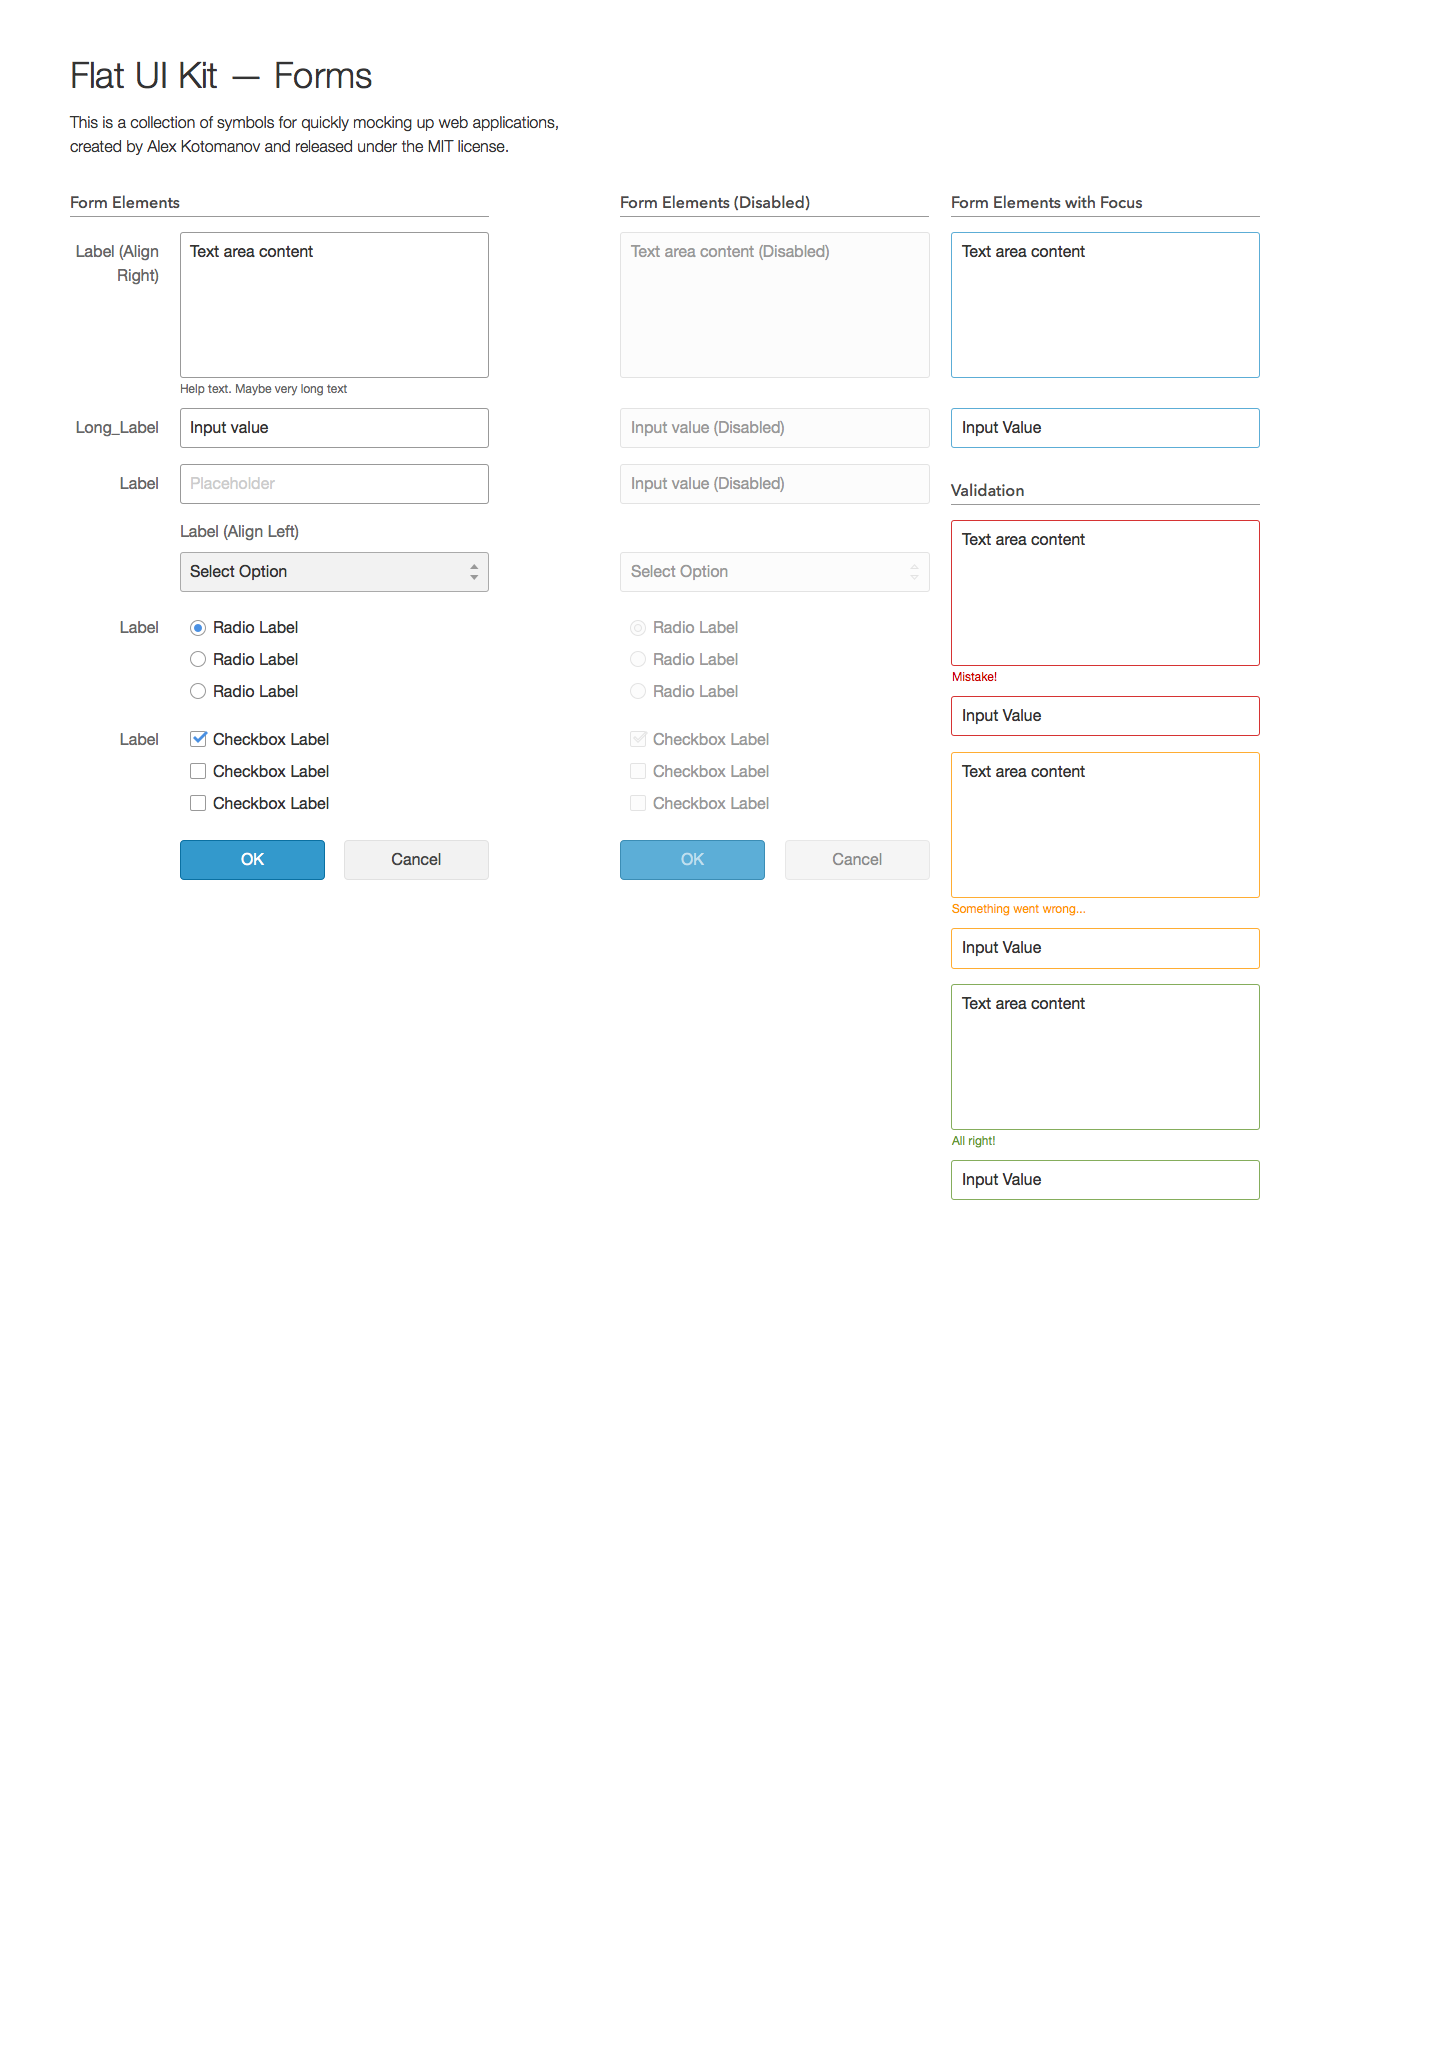 Flat UI Kit — Forms
This is a collection of symbols for quickly mocking up web applications,
created by Alex Kotomanov and released under the MIT license.
Form Elements
Label (Align
Right)
Text area content
Help text. Maybe very long text
Long_Label
Input value
Label
Placeholder
Label (Align Left)
Select Option
Label
Radio Label
Radio Label
Radio Label
Label
Checkbox Label
Checkbox Label
Checkbox Label
OK
Cancel
Form Elements (Disabled)
Text area content (Disabled)
Input value (Disabled)
Input value (Disabled)
Select Option
Radio Label
Radio Label
Radio Label
Checkbox Label
Checkbox Label
Checkbox Label
OK
Cancel
Form Elements with Focus
Text area content
Input Value
Validation
Text area content
Mistake!
Input Value
Text area content
Something went wrong...
Input Value
Text area content
All right!
Input Value